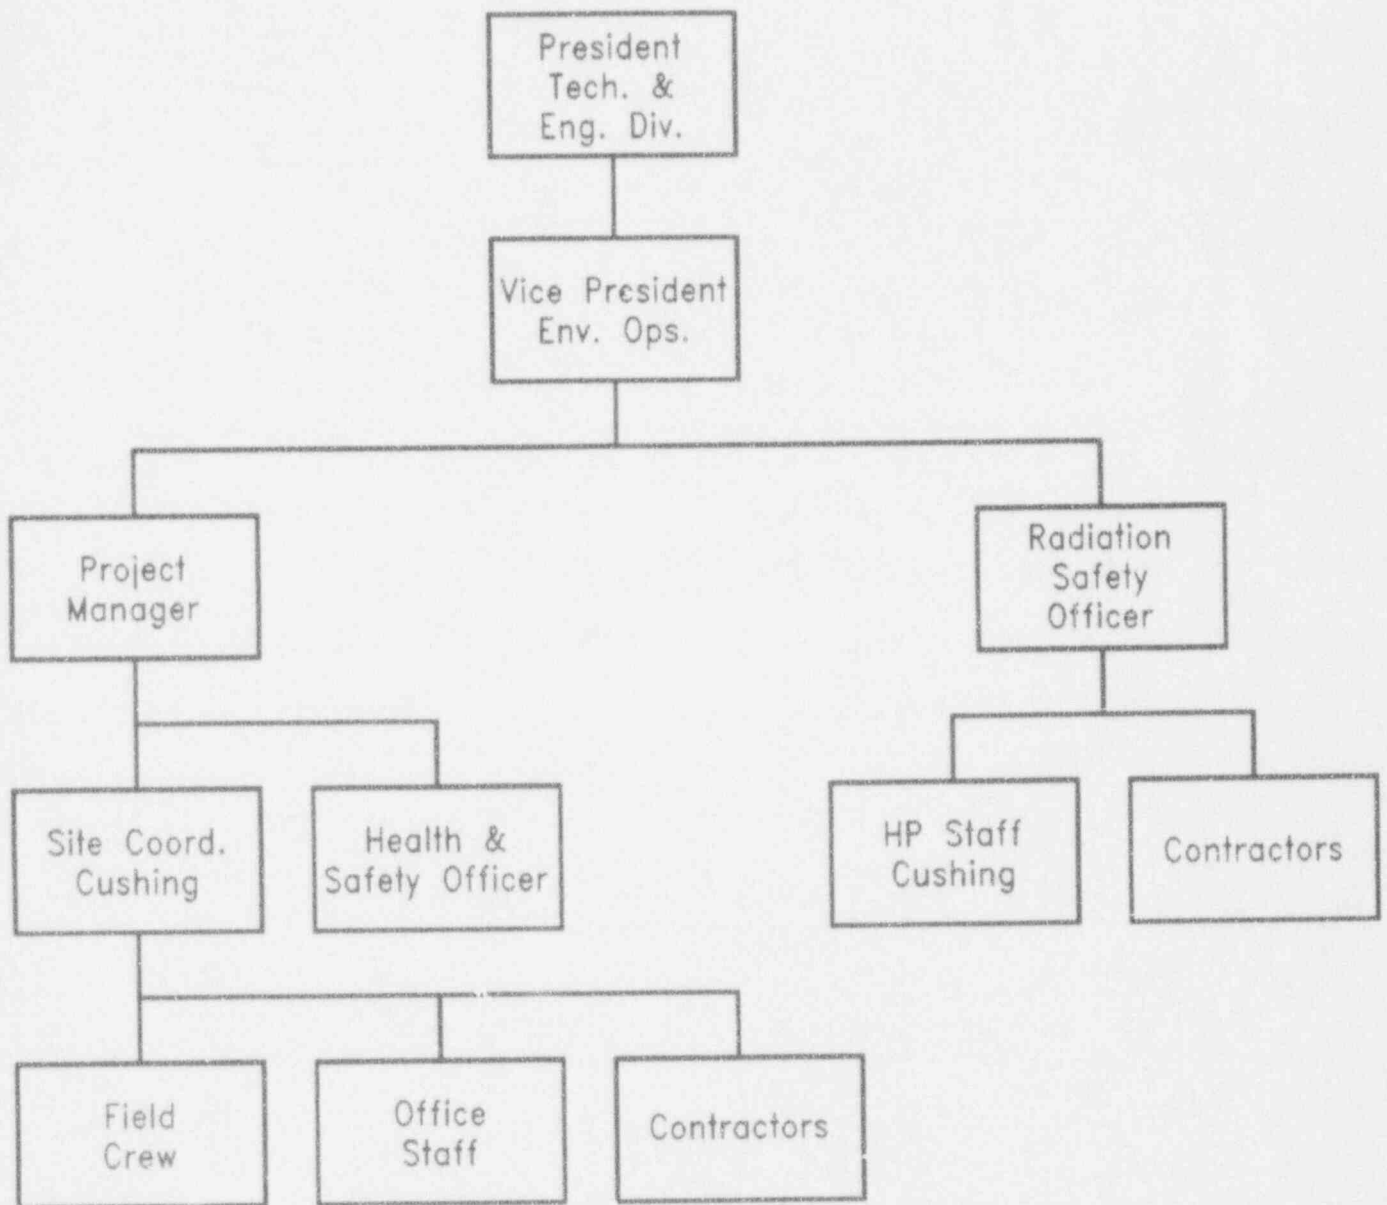 President
Tech. &
Eng. Div.
Vice President
Env. Ops.
Project
Manager
Radiation
Safety
Officer
Site Coord.
Cushing
Health &
Safety Officer
HP Staff
Cushing
Contractors
Field
Crew
Office
Staff
Contractors